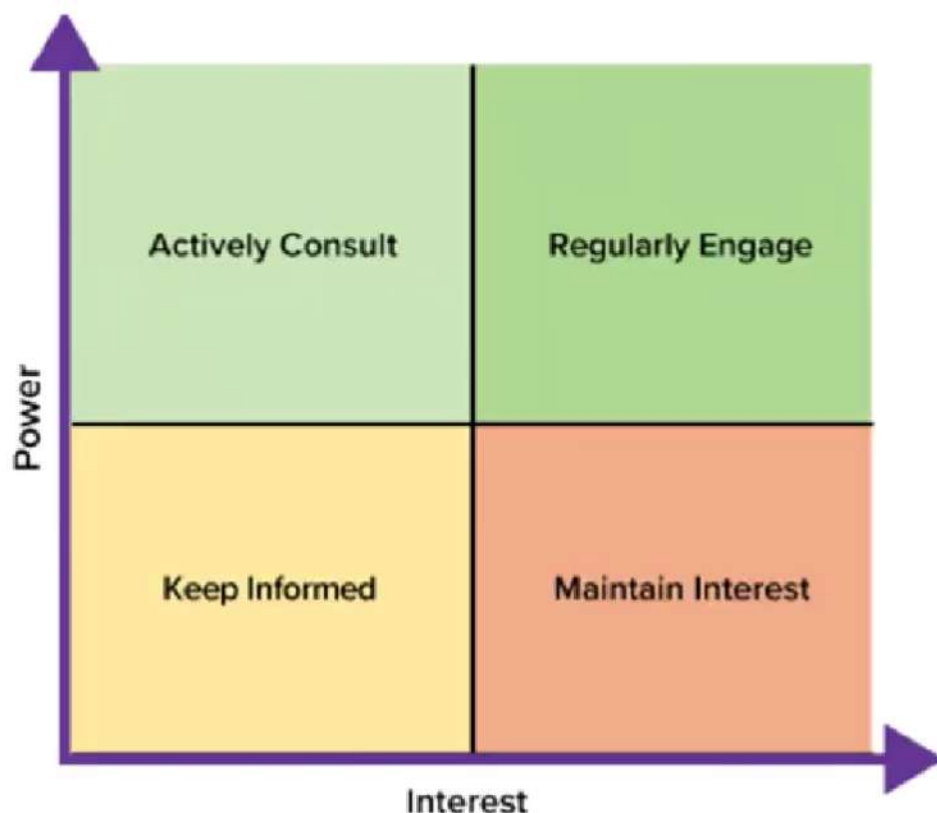 Actively Consult
Regularly Engage
Power
Keep Informed
Maintain Interest
Interest